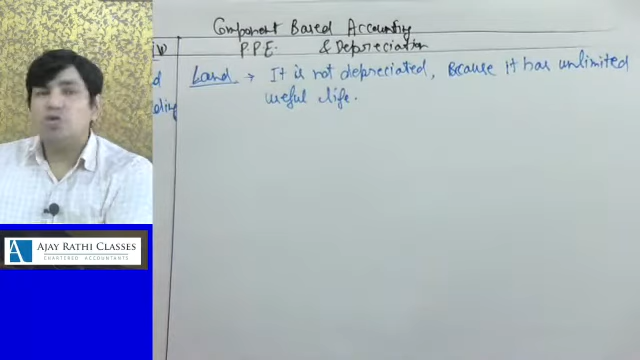 Component Based Accounting
P.P.E. & Depreciation
Land → It is not depreciated, Because It has unlimited
useful life.
AJAY RATHI CLASSES
CHARTERED ACCOUNTANTS